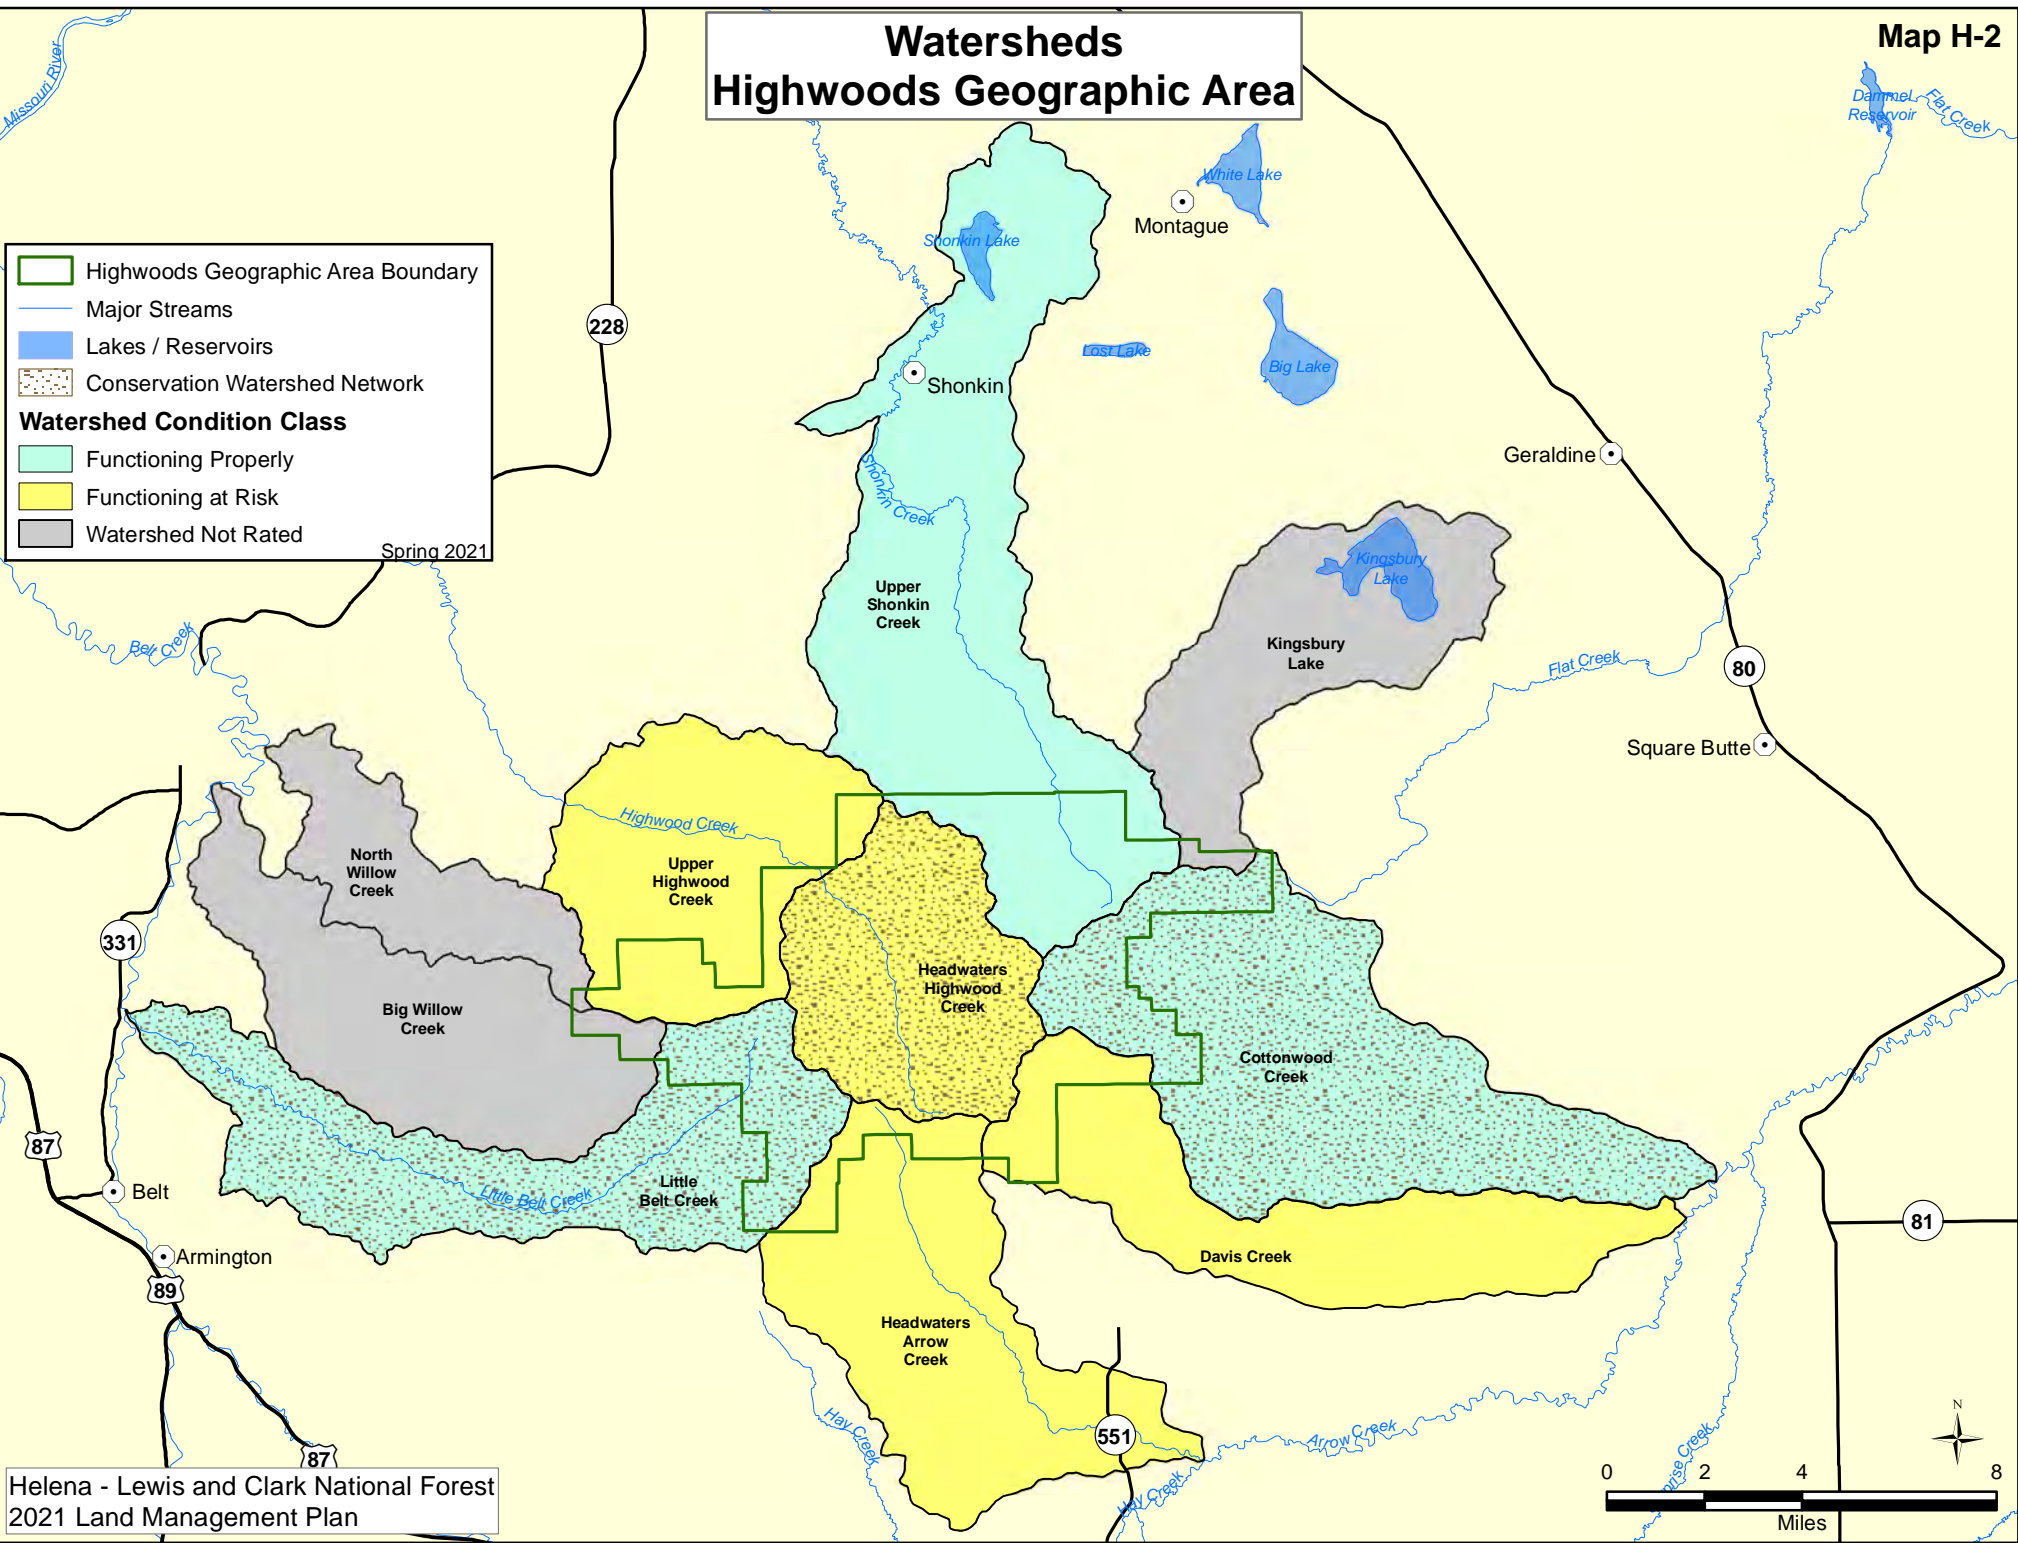 Watersheds
Highwoods Geographic Area
Map H-2
Missouri River
Dammel
Reservoir
Flat Creek
White Lake
Montague
Shonkin Lake
Highwoods Geographic Area Boundary
Major Streams
Lakes / Reservoirs
Conservation Watershed Network
Watershed Condition Class
Functioning Properly
Functioning at Risk
Watershed Not Rated
Spring 2021
228
Lost Lake
Big Lake
Shonkin
Geraldine
Shonkin Creek
Kingsbury
Lake
Upper
Shonkin
Creek
Kingsbury
Lake
Belt Creek
Flat Creek
80
Square Butte
Highwood Creek
North
Willow
Creek
Upper
Highwood
Creek
331
Headwaters
Highwood
Creek
Big Willow
Creek
Cottonwood
Creek
87
Belt
Little Belt Creek
Little
Belt Creek
81
Armington
Davis Creek
89
Headwaters
Arrow
Creek
Hay Creek
551
Arrow Creek
87
Hay Creek
N
Helena - Lewis and Clark National Forest
2021 Land Management Plan
0 2 4 8
Miles